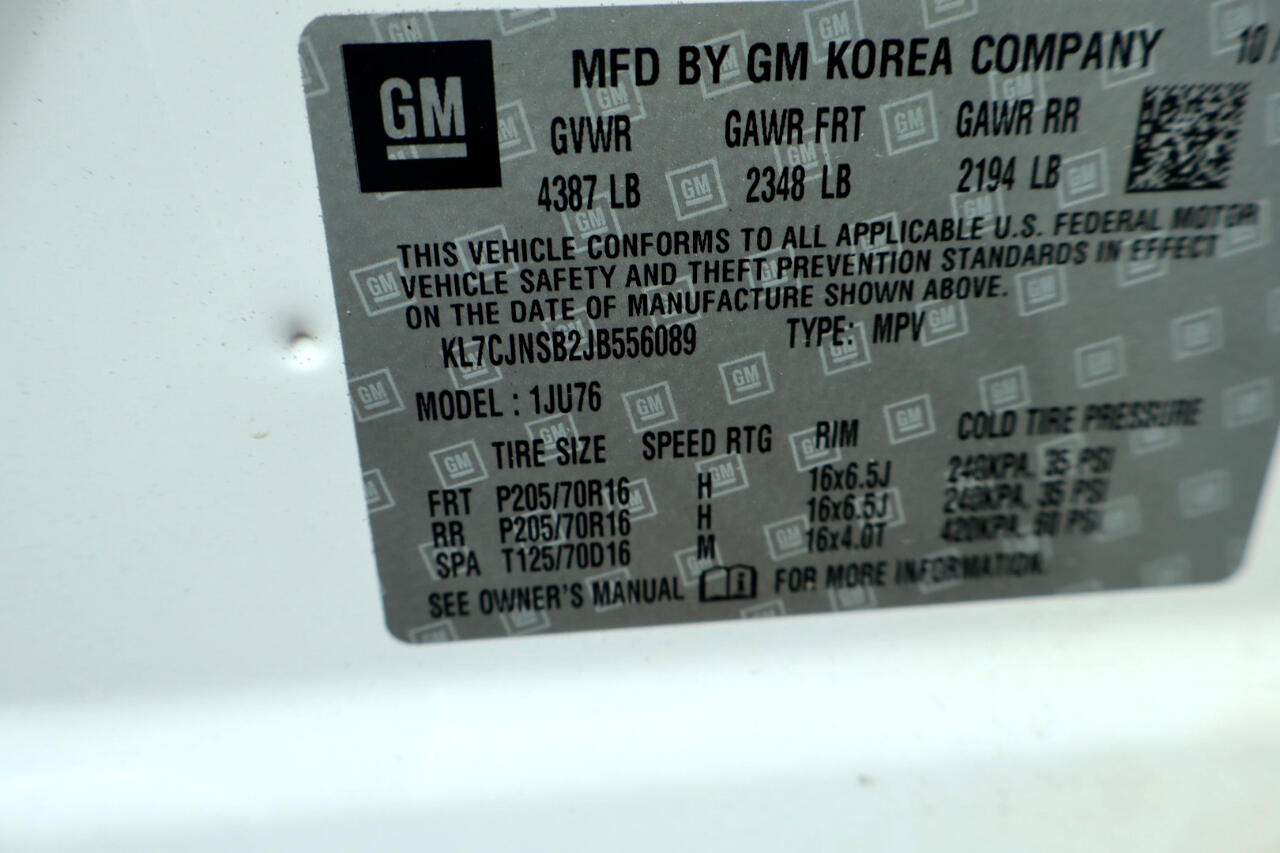 GM
MFD BY GM KOREA COMPANY 10/
GVWR GAWR FRT GAWR RR
4387 LB 2348 LB 2194 LB
THIS VEHICLE CONFORMS TO ALL APPLICABLE U.S. FEDERAL MOTOR
VEHICLE SAFETY AND THEFT PREVENTION STANDARDS IN EFFECT
ON THE DATE OF MANUFACTURE SHOWN ABOVE.
KL7CJNSB2JB556089 TYPE: MPV
MODEL : 1JU76
TIRE SIZE SPEED RTG RIM COLD TIRE PRESSURE
FRT P205/70R16 H 16x6.5J 240KPA, 35 PSI
RR P205/70R16 H 16x6.5J 240KPA, 35 PSI
SPA T125/70D16 M 16x4.0T 420KPA, 60 PSI
SEE OWNER'S MANUAL FOR MORE INFORMATION.